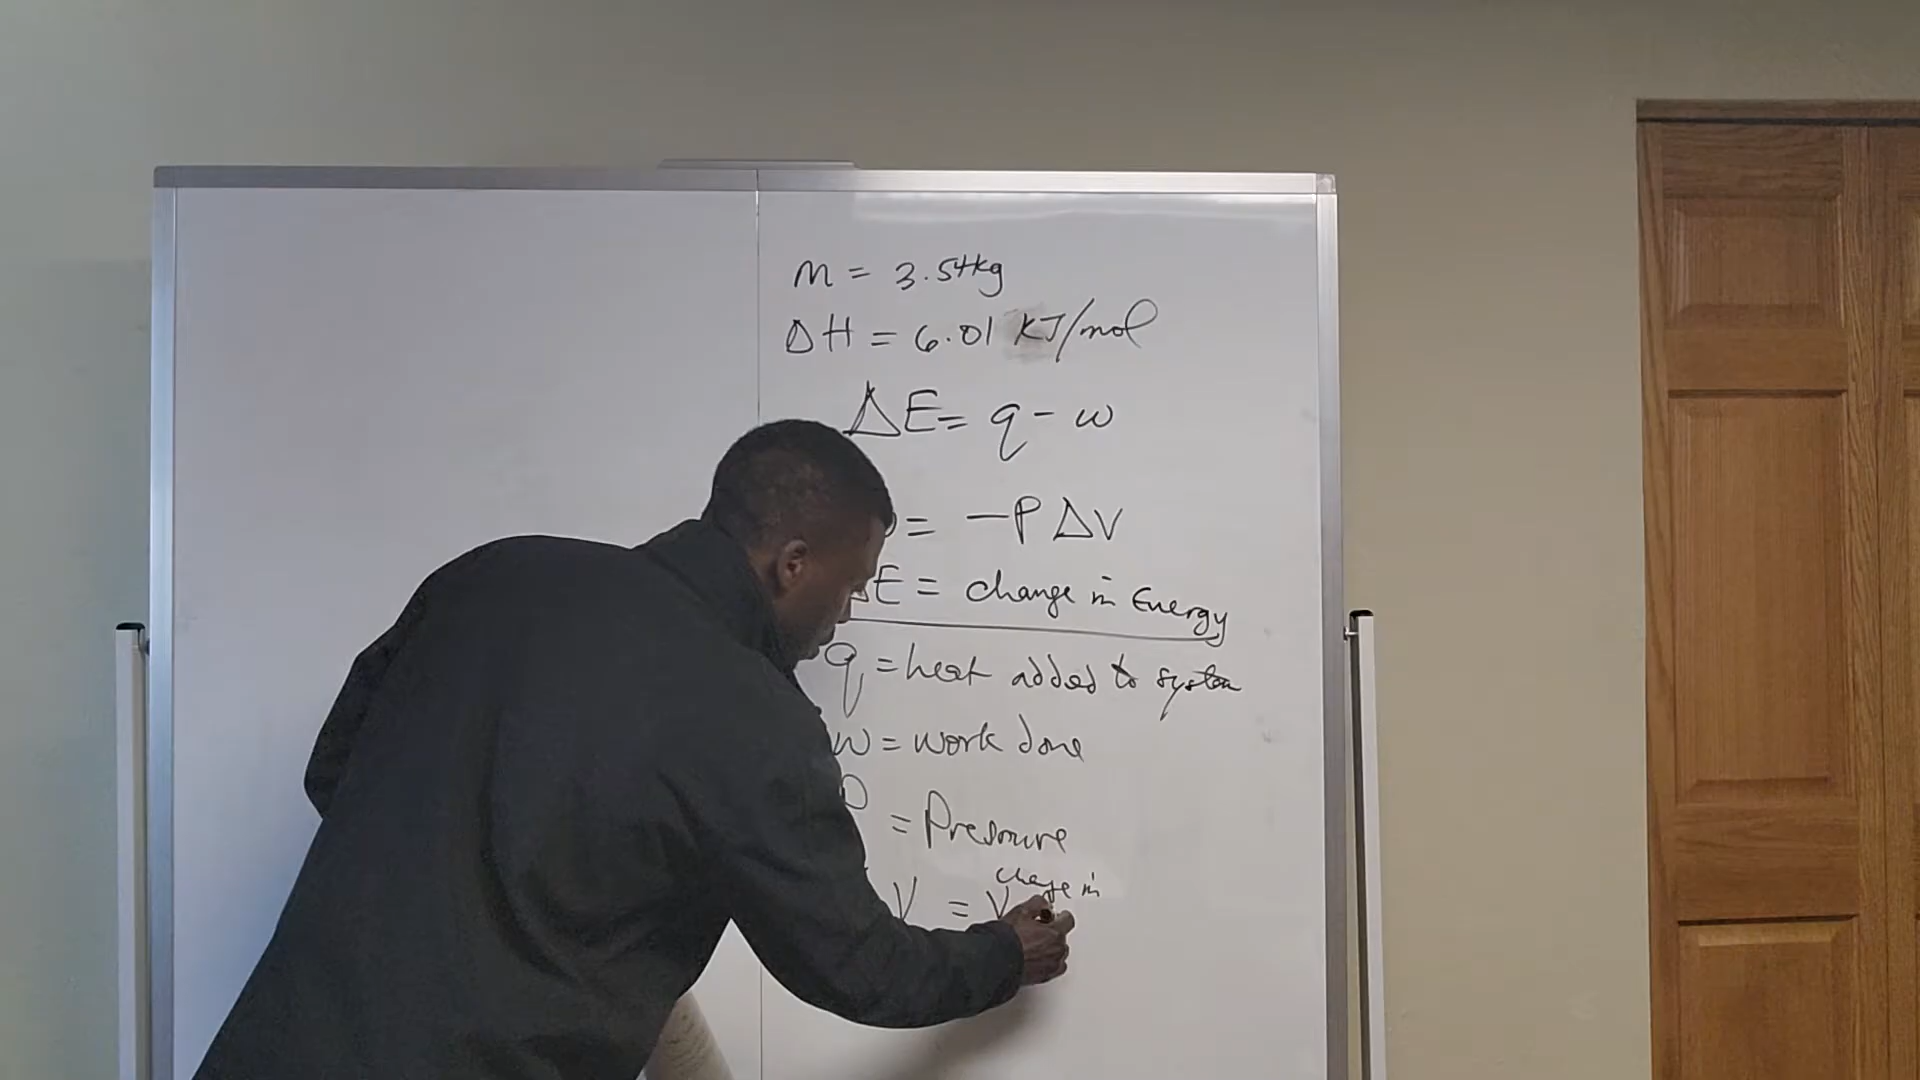 m = 3.54kg
ΔH = 6.01 kJ/mol
ΔE = q - w
= -P ΔV
ΔE = change in Energy
q = heat added to system
w = work done
P = Pressure
change in
V = V